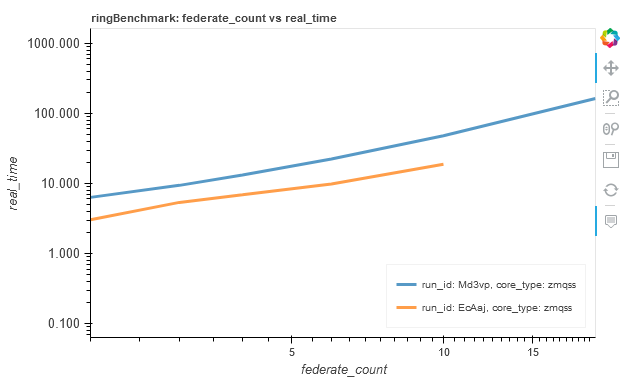 ringBenchmark: federate_count vs real_time
1000.000
100.000
10.000
1.000
0.100
real_time
5
10
15
federate_count
run_id: Md3vp, core_type: zmqss
run_id: EcAaj, core_type: zmqss